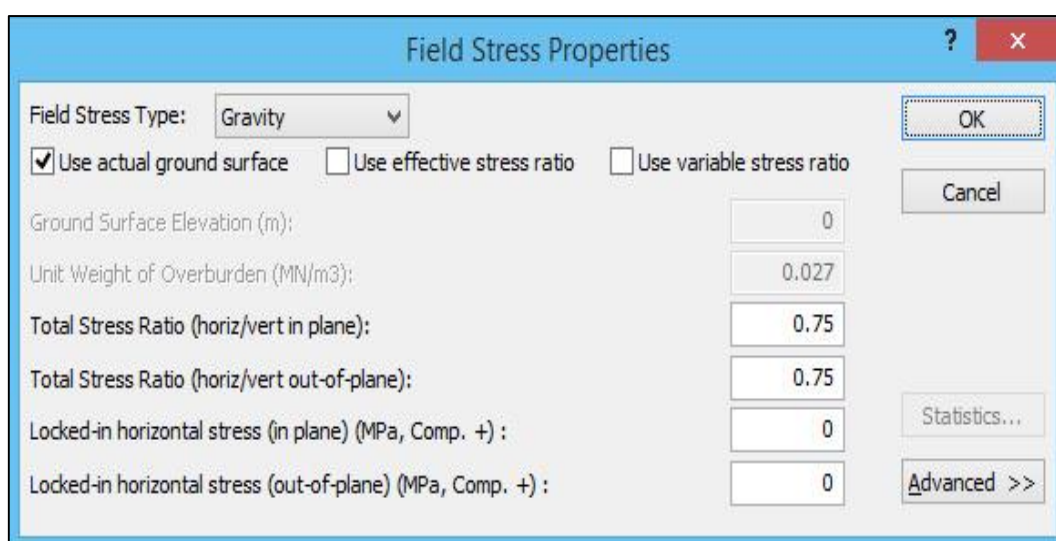 Field Stress Properties ? x
Field Stress Type: Gravity OK
Use actual ground surface Use effective stress ratio Use variable stress ratio
Cancel
Ground Surface Elevation (m): 0
Unit Weight of Overburden (MN/m3): 0.027
Total Stress Ratio (horiz/vert in plane): 0.75
Total Stress Ratio (horiz/vert out-of-plane): 0.75
Statistics...
Locked-in horizontal stress (in plane) (MPa, Comp. +) : 0
Locked-in horizontal stress (out-of-plane) (MPa, Comp. +) : 0
Advanced >>